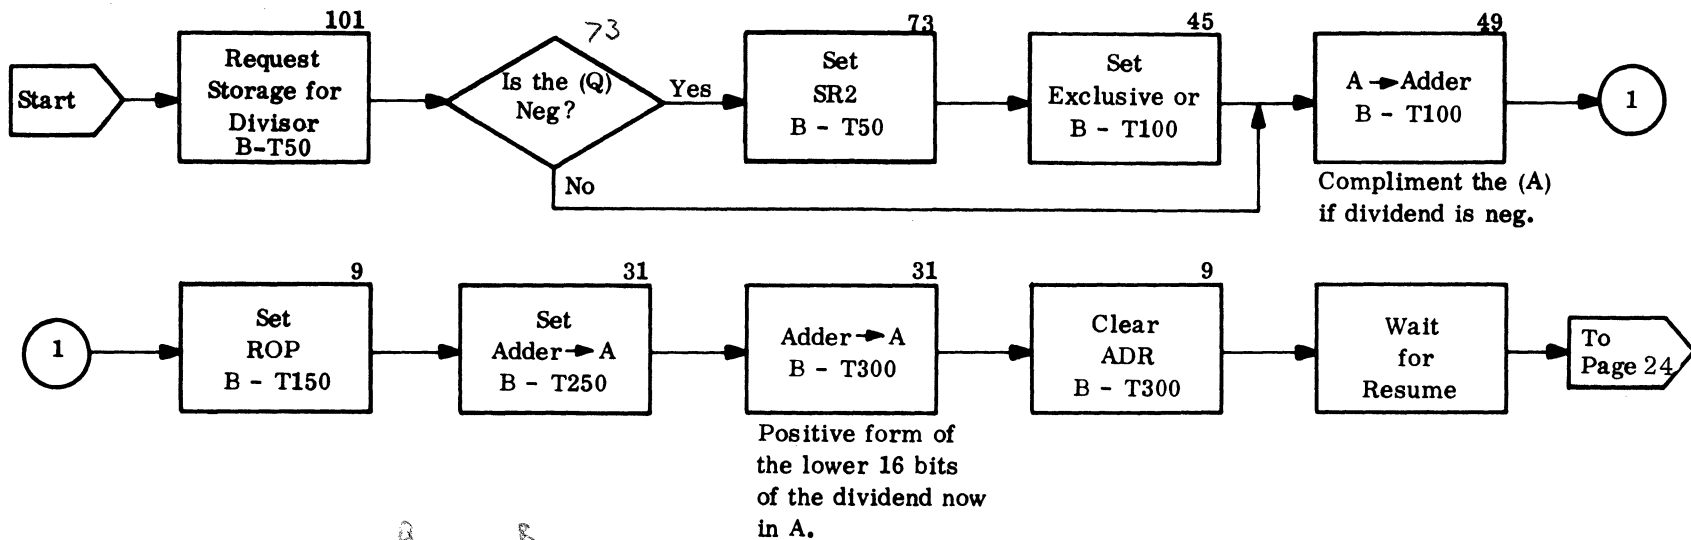 Start
101
Request
Storage for
Divisor
B-T50
73
Is the (Q)
Neg?
Yes
No
73
Set
SR2
B - T50
45
Set
Exclusive or
B - T100
49
A → Adder
B - T100
Compliment the (A)
if dividend is neg.
1
1
9
Set
ROP
B - T150
31
Set
Adder → A
B - T250
31
Adder → A
B - T300
Positive form of
the lower 16 bits
of the dividend now
in A.
9
Clear
ADR
B - T300
Wait
for
Resume
To
Page 24